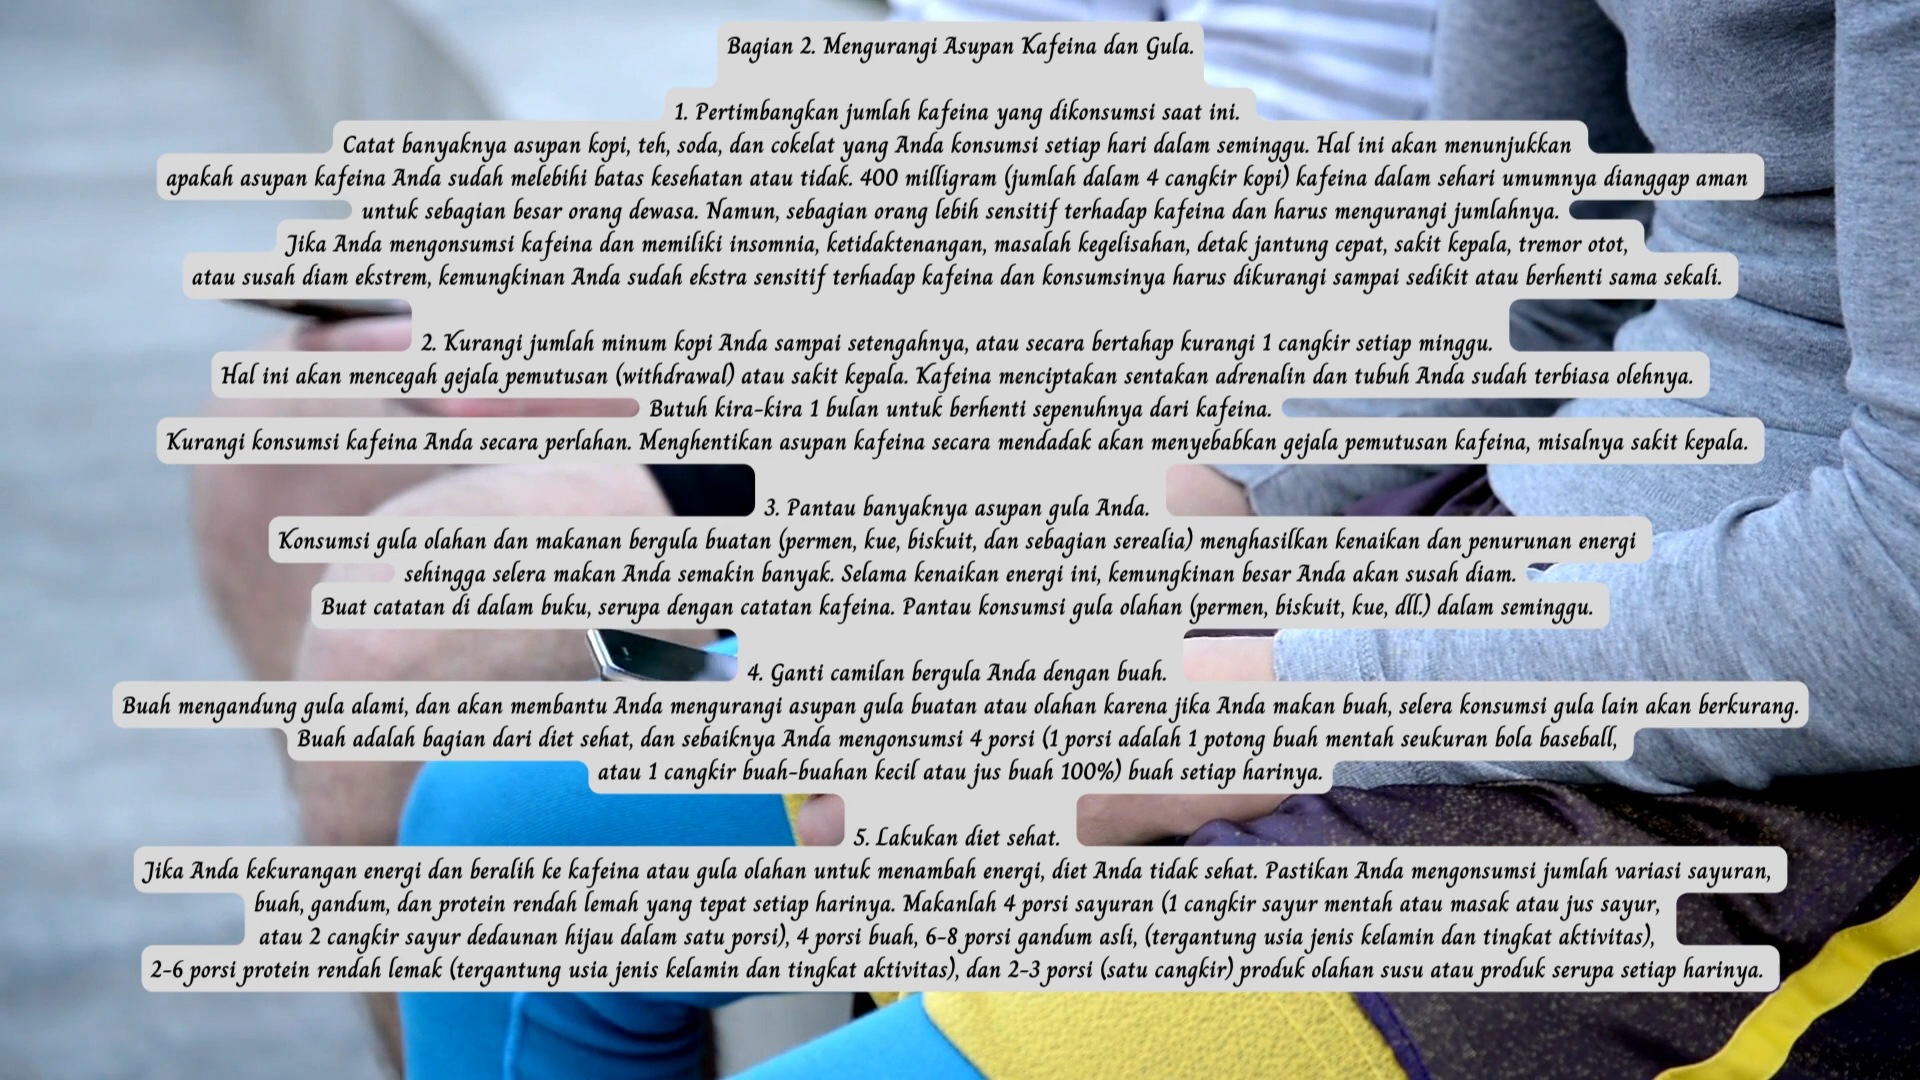 Bagian 2. Mengurangi Asupan Kafeina dan Gula.
1. Pertimbangkan jumlah kafeina yang dikonsumsi saat ini.
Catat banyaknya asupan kopi, teh, soda, dan cokelat yang Anda konsumsi setiap hari dalam seminggu. Hal ini akan menunjukkan
apakah asupan kafeina Anda sudah melebihi batas kesehatan atau tidak. 400 milligram (jumlah dalam 4 cangkir kopi) kafeina dalam sehari umumnya dianggap aman
untuk sebagian besar orang dewasa. Namun, sebagian orang lebih sensitif terhadap kafeina dan harus mengurangi jumlahnya.
Jika Anda mengonsumsi kafeina dan memiliki insomnia, ketidaktenangan, masalah kegelisahan, detak jantung cepat, sakit kepala, tremor otot,
atau susah diam ekstrem, kemungkinan Anda sudah ekstra sensitif terhadap kafeina dan konsumsinya harus dikurangi sampai sedikit atau berhenti sama sekali.
2. Kurangi jumlah minum kopi Anda sampai setengahnya, atau secara bertahap kurangi 1 cangkir setiap minggu.
Hal ini akan mencegah gejala pemutusan (withdrawal) atau sakit kepala. Kafeina menciptakan sentakan adrenalin dan tubuh Anda sudah terbiasa olehnya.
Butuh kira-kira 1 bulan untuk berhenti sepenuhnya dari kafeina.
Kurangi konsumsi kafeina Anda secara perlahan. Menghentikan asupan kafeina secara mendadak akan menyebabkan gejala pemutusan kafeina, misalnya sakit kepala.
3. Pantau banyaknya asupan gula Anda.
Konsumsi gula olahan dan makanan bergula buatan (permen, kue, biskuit, dan sebagian serealia) menghasilkan kenaikan dan penurunan energi
sehingga selera makan Anda semakin banyak. Selama kenaikan energi ini, kemungkinan besar Anda akan susah diam.
Buat catatan di dalam buku, serupa dengan catatan kafeina. Pantau konsumsi gula olahan (permen, biskuit, kue, dll.) dalam seminggu.
4. Ganti camilan bergula Anda dengan buah.
Buah mengandung gula alami, dan akan membantu Anda mengurangi asupan gula buatan atau olahan karena jika Anda makan buah, selera konsumsi gula lain akan berkurang.
Buah adalah bagian dari diet sehat, dan sebaiknya Anda mengonsumsi 4 porsi (1 porsi adalah 1 potong buah mentah seukuran bola baseball,
atau 1 cangkir buah-buahan kecil atau jus buah 100%) buah setiap harinya.
5. Lakukan diet sehat.
Jika Anda kekurangan energi dan beralih ke kafeina atau gula olahan untuk menambah energi, diet Anda tidak sehat. Pastikan Anda mengonsumsi jumlah variasi sayuran,
buah, gandum, dan protein rendah lemah yang tepat setiap harinya. Makanlah 4 porsi sayuran (1 cangkir sayur mentah atau masak atau jus sayur,
atau 2 cangkir sayur dedaunan hijau dalam satu porsi), 4 porsi buah, 6-8 porsi gandum asli, (tergantung usia jenis kelamin dan tingkat aktivitas),
2-6 porsi protein rendah lemak (tergantung usia jenis kelamin dan tingkat aktivitas), dan 2-3 porsi (satu cangkir) produk olahan susu atau produk serupa setiap harinya.